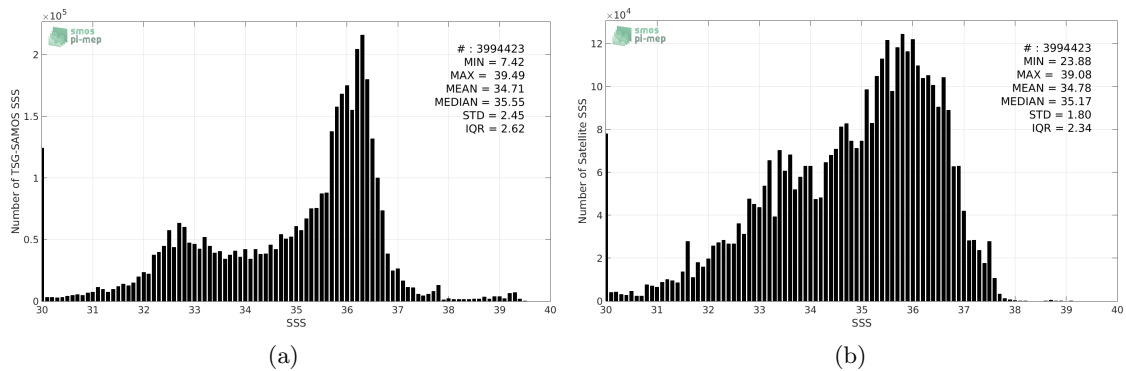 ×10^5
smos
pi-mep
# : 3994423
MIN = 7.42
MAX = 39.49
MEAN = 34.71
MEDIAN = 35.55
STD = 2.45
IQR = 2.62
Number of TSG-SAMOS SSS
2
1.5
1
0.5
0
30 31 32 33 34 35 36 37 38 39 40
SSS
(a)
×10^4
smos
pi-mep
# : 3994423
MIN = 23.88
MAX = 39.08
MEAN = 34.78
MEDIAN = 35.17
STD = 1.80
IQR = 2.34
Number of Satellite SSS
12
10
8
6
4
2
0
30 31 32 33 34 35 36 37 38 39 40
SSS
(b)